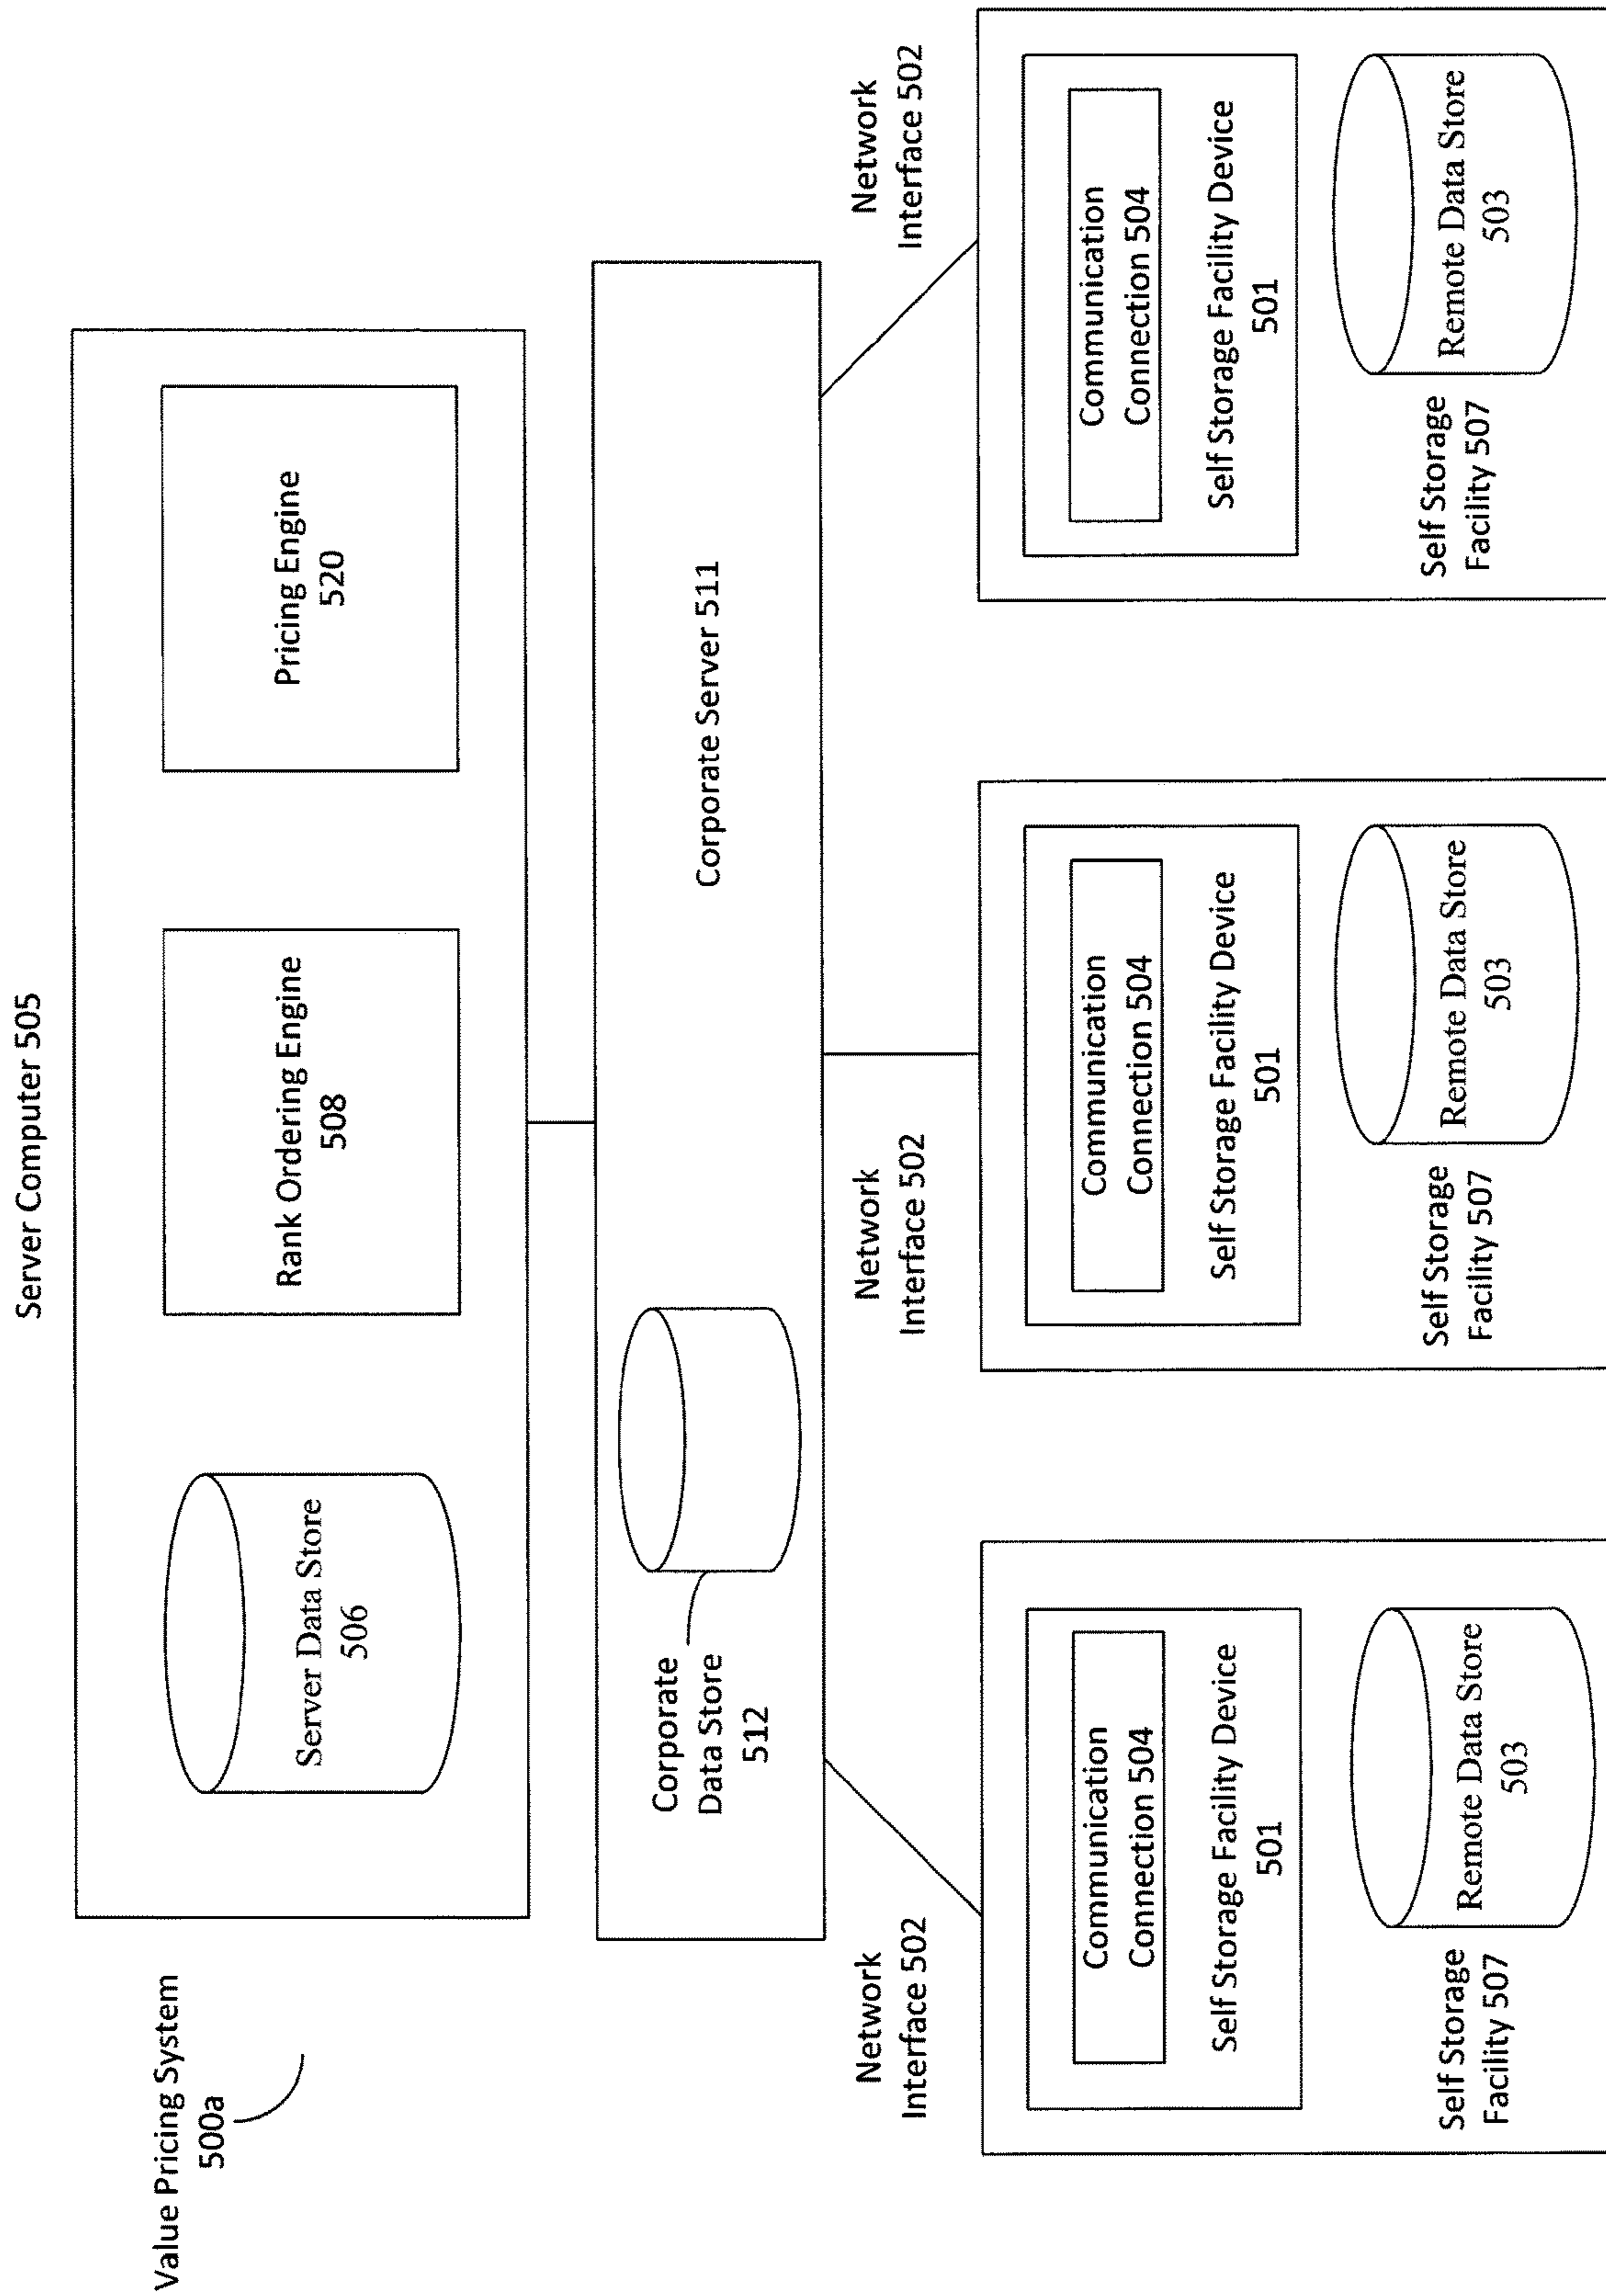 Value Pricing System
500a
Server Computer 505
Server Data Store
506
Rank Ordering Engine
508
Pricing Engine
520
Corporate
Data Store
512
Corporate Server 511
Network
Interface 502
Network
Interface 502
Network
Interface 502
Communication
Connection 504
Self Storage Facility Device
501
Self Storage
Facility 507
Remote Data Store
503
Communication
Connection 504
Self Storage Facility Device
501
Self Storage
Facility 507
Remote Data Store
503
Communication
Connection 504
Self Storage Facility Device
501
Self Storage
Facility 507
Remote Data Store
503